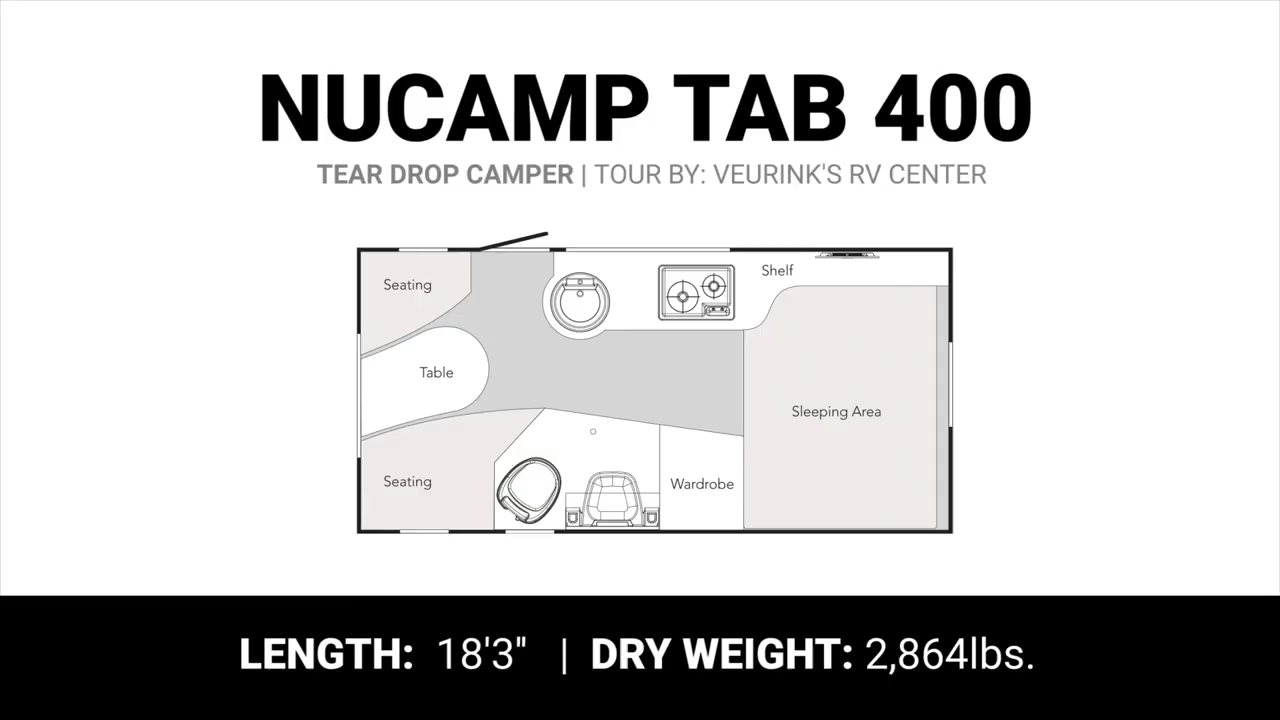 NUCAMP TAB 400
TEAR DROP CAMPER | TOUR BY: VEURINK'S RV CENTER
Shelf
Seating
Table
Sleeping Area
Seating
Wardrobe
LENGTH: 18'3" | DRY WEIGHT: 2,864lbs.